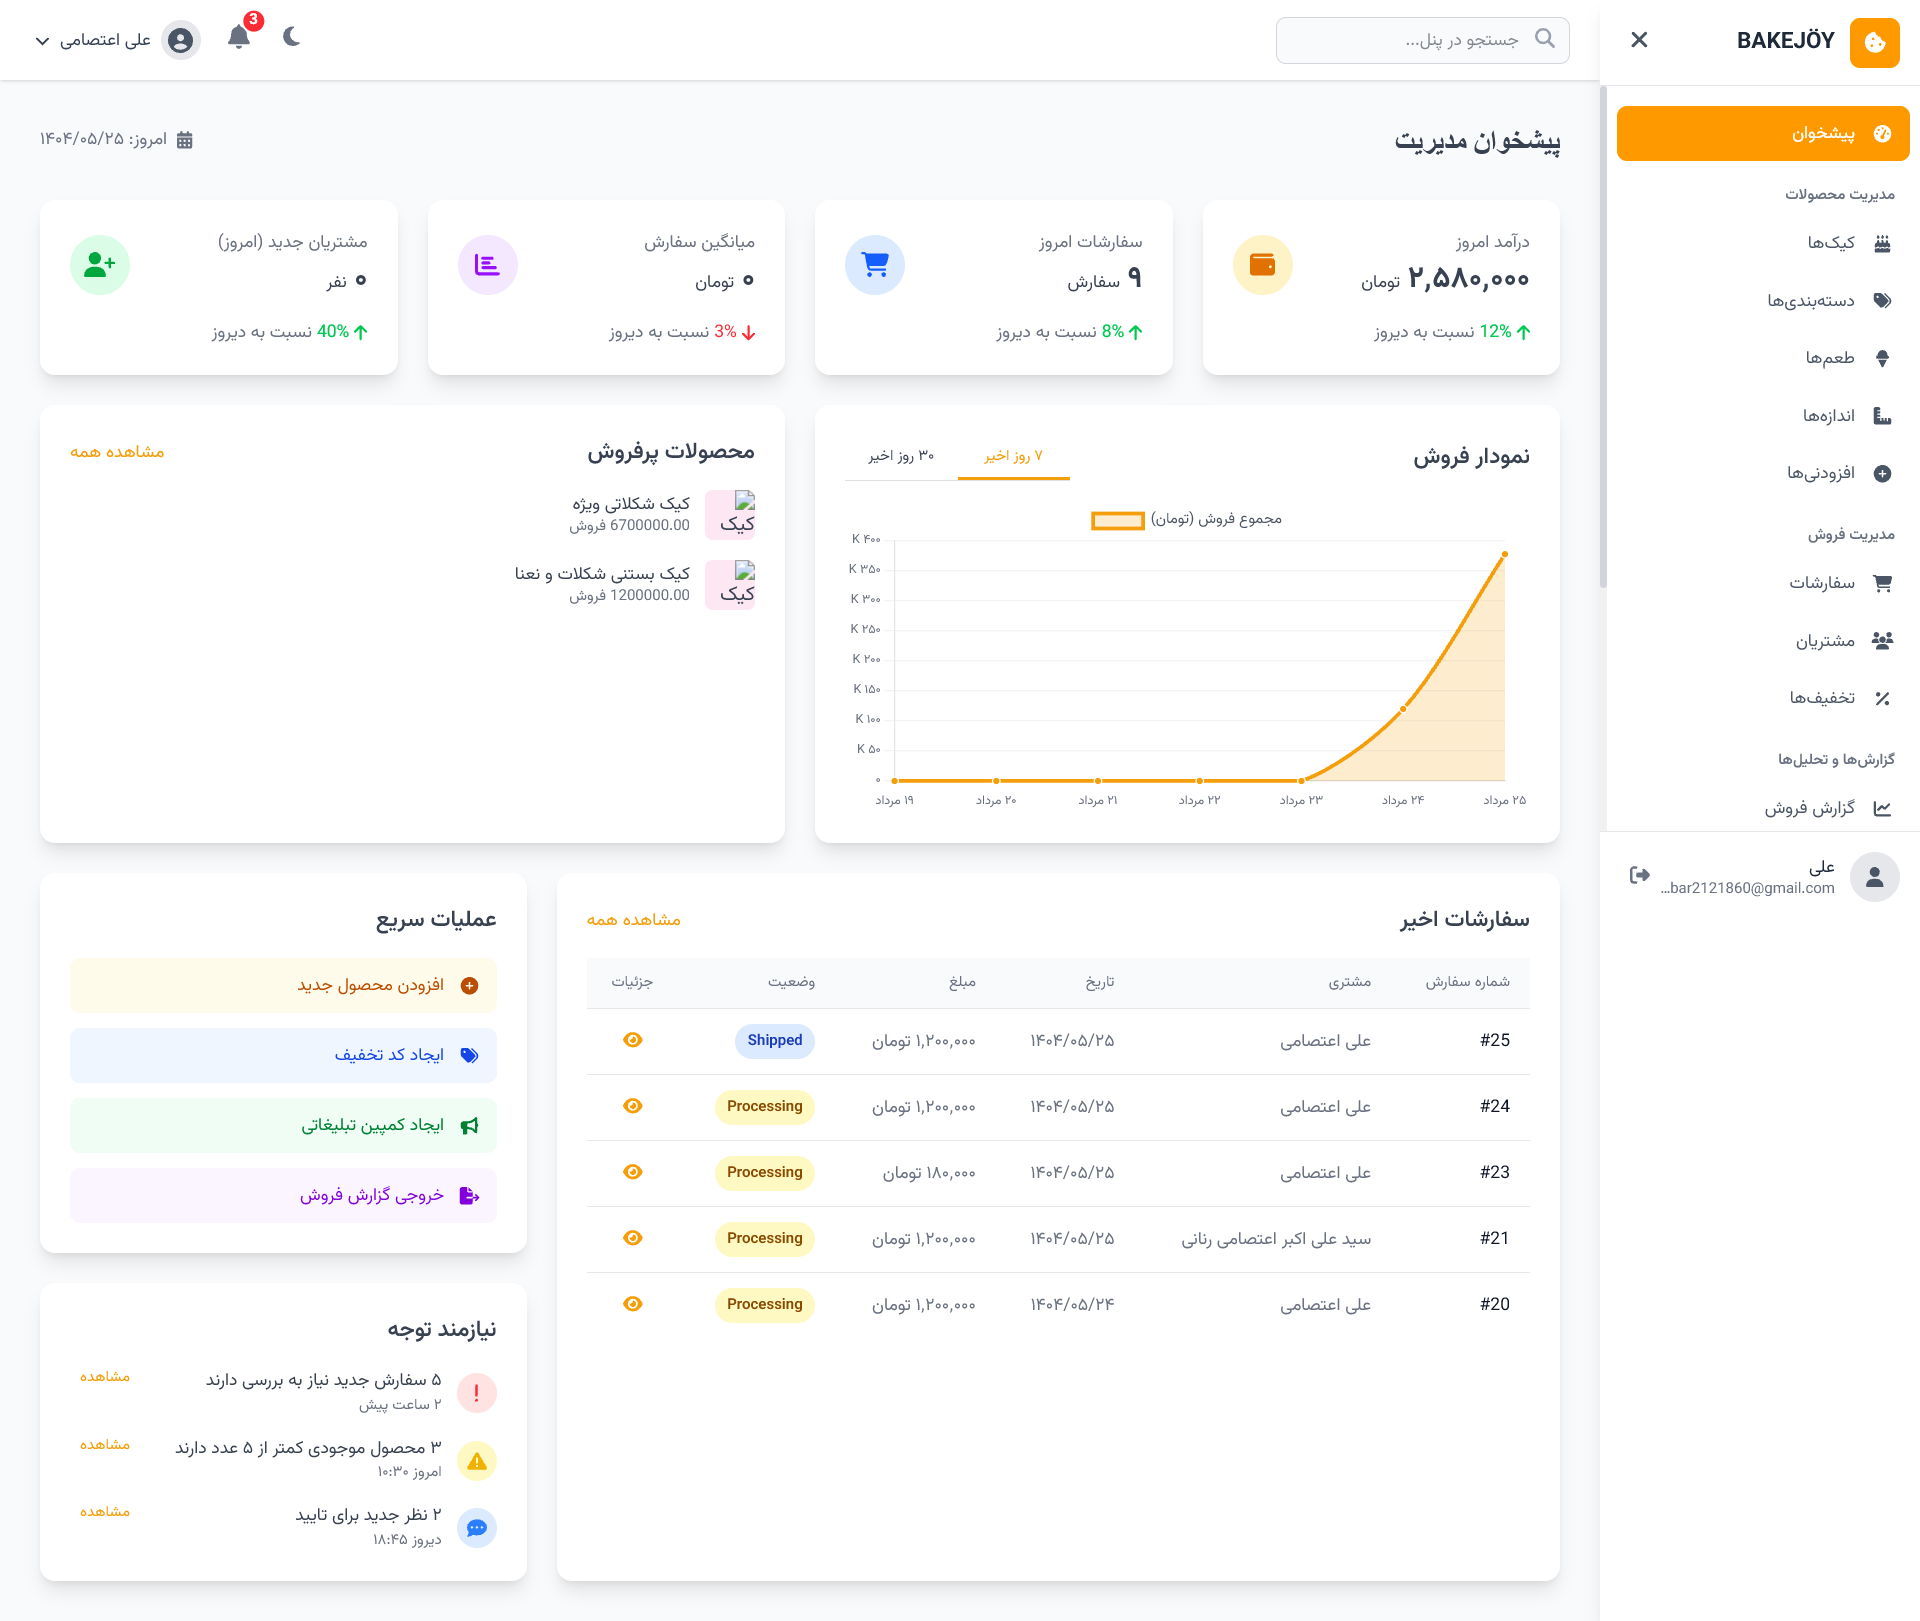 BAKEJÖY
جستجو در پنل...
3
علی اعتصامی
پیشخوان
مدیریت محصولات
کیک‌ها
دسته‌بندی‌ها
طعم‌ها
اندازه‌ها
افزودنی‌ها
مدیریت فروش
سفارشات
مشتریان
تخفیف‌ها
گزارش‌ها و تحلیل‌ها
گزارش فروش
علی
bar2121860@gmail.com...
پیشخوان مدیریت
امروز: ۱۴۰۴/۰۵/۲۵
درآمد امروز
۲,۵۸۰,۰۰۰ تومان
12% نسبت به دیروز
سفارشات امروز
۹ سفارش
8% نسبت به دیروز
میانگین سفارش
۰ تومان
3% نسبت به دیروز
مشتریان جدید (امروز)
۰ نفر
40% نسبت به دیروز
نمودار فروش
۷ روز اخیر
۳۰ روز اخیر
مجموع فروش (تومان)
۴۰۰ K
۳۵۰ K
۳۰۰ K
۲۵۰ K
۲۰۰ K
۱۵۰ K
۱۰۰ K
۵۰ K
۰
۱۹ مرداد
۲۰ مرداد
۲۱ مرداد
۲۲ مرداد
۲۳ مرداد
۲۴ مرداد
۲۵ مرداد
محصولات پرفروش
مشاهده همه
کیک
کیک شکلاتی ویژه
6700000.00 فروش
کیک
کیک بستنی شکلات و نعنا
1200000.00 فروش
سفارشات اخیر
مشاهده همه
شماره سفارش مشتری تاریخ مبلغ وضعیت جزئیات
#25 علی اعتصامی ۱۴۰۴/۰۵/۲۵ ۱,۲۰۰,۰۰۰ تومان Shipped
#24 علی اعتصامی ۱۴۰۴/۰۵/۲۵ ۱,۲۰۰,۰۰۰ تومان Processing
#23 علی اعتصامی ۱۴۰۴/۰۵/۲۵ ۱۸۰,۰۰۰ تومان Processing
#21 سید علی اکبر اعتصامی رنانی ۱۴۰۴/۰۵/۲۵ ۱,۲۰۰,۰۰۰ تومان Processing
#20 علی اعتصامی ۱۴۰۴/۰۵/۲۴ ۱,۲۰۰,۰۰۰ تومان Processing
عملیات سریع
افزودن محصول جدید
ایجاد کد تخفیف
ایجاد کمپین تبلیغاتی
خروجی گزارش فروش
نیازمند توجه
۵ سفارش جدید نیاز به بررسی دارند
۲ ساعت پیش
مشاهده
۳ محصول موجودی کمتر از ۵ عدد دارند
امروز ۱۰:۳۰
مشاهده
۲ نظر جدید برای تایید
دیروز ۱۸:۴۵
مشاهده